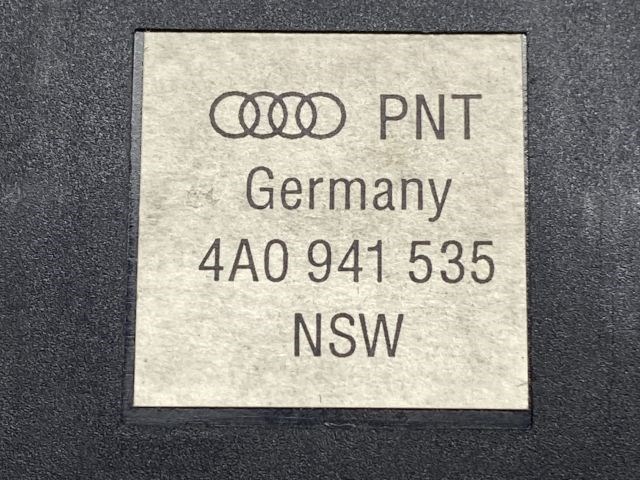 PNT
Germany
4A0 941 535
NSW